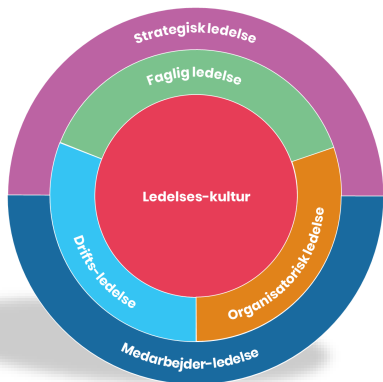 Strategisk ledelse
Faglig ledelse
Ledelses-kultur
Drifts-ledelse
Organisatorisk ledelse
Medarbejder-ledelse